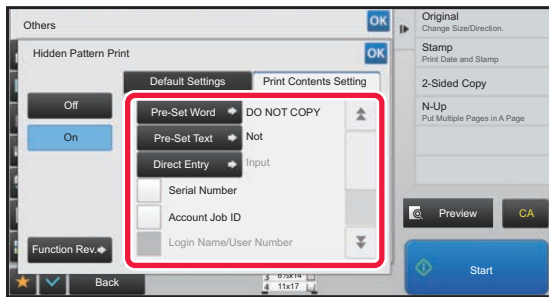 Others
OK
Hidden Pattern Print
OK
Default Settings
Print Contents Setting
Off
On
Pre-Set Word
DO NOT COPY
Pre-Set Text
Not
Direct Entry
Input
Serial Number
Account Job ID
Login Name/User Number
Function Rev.
Back
8½x14
4 11x17
Original
Change Size/Direction.
Stamp
Print Date and Stamp
2-Sided Copy
N-Up
Put Multiple Pages in A Page
Preview
CA
Start